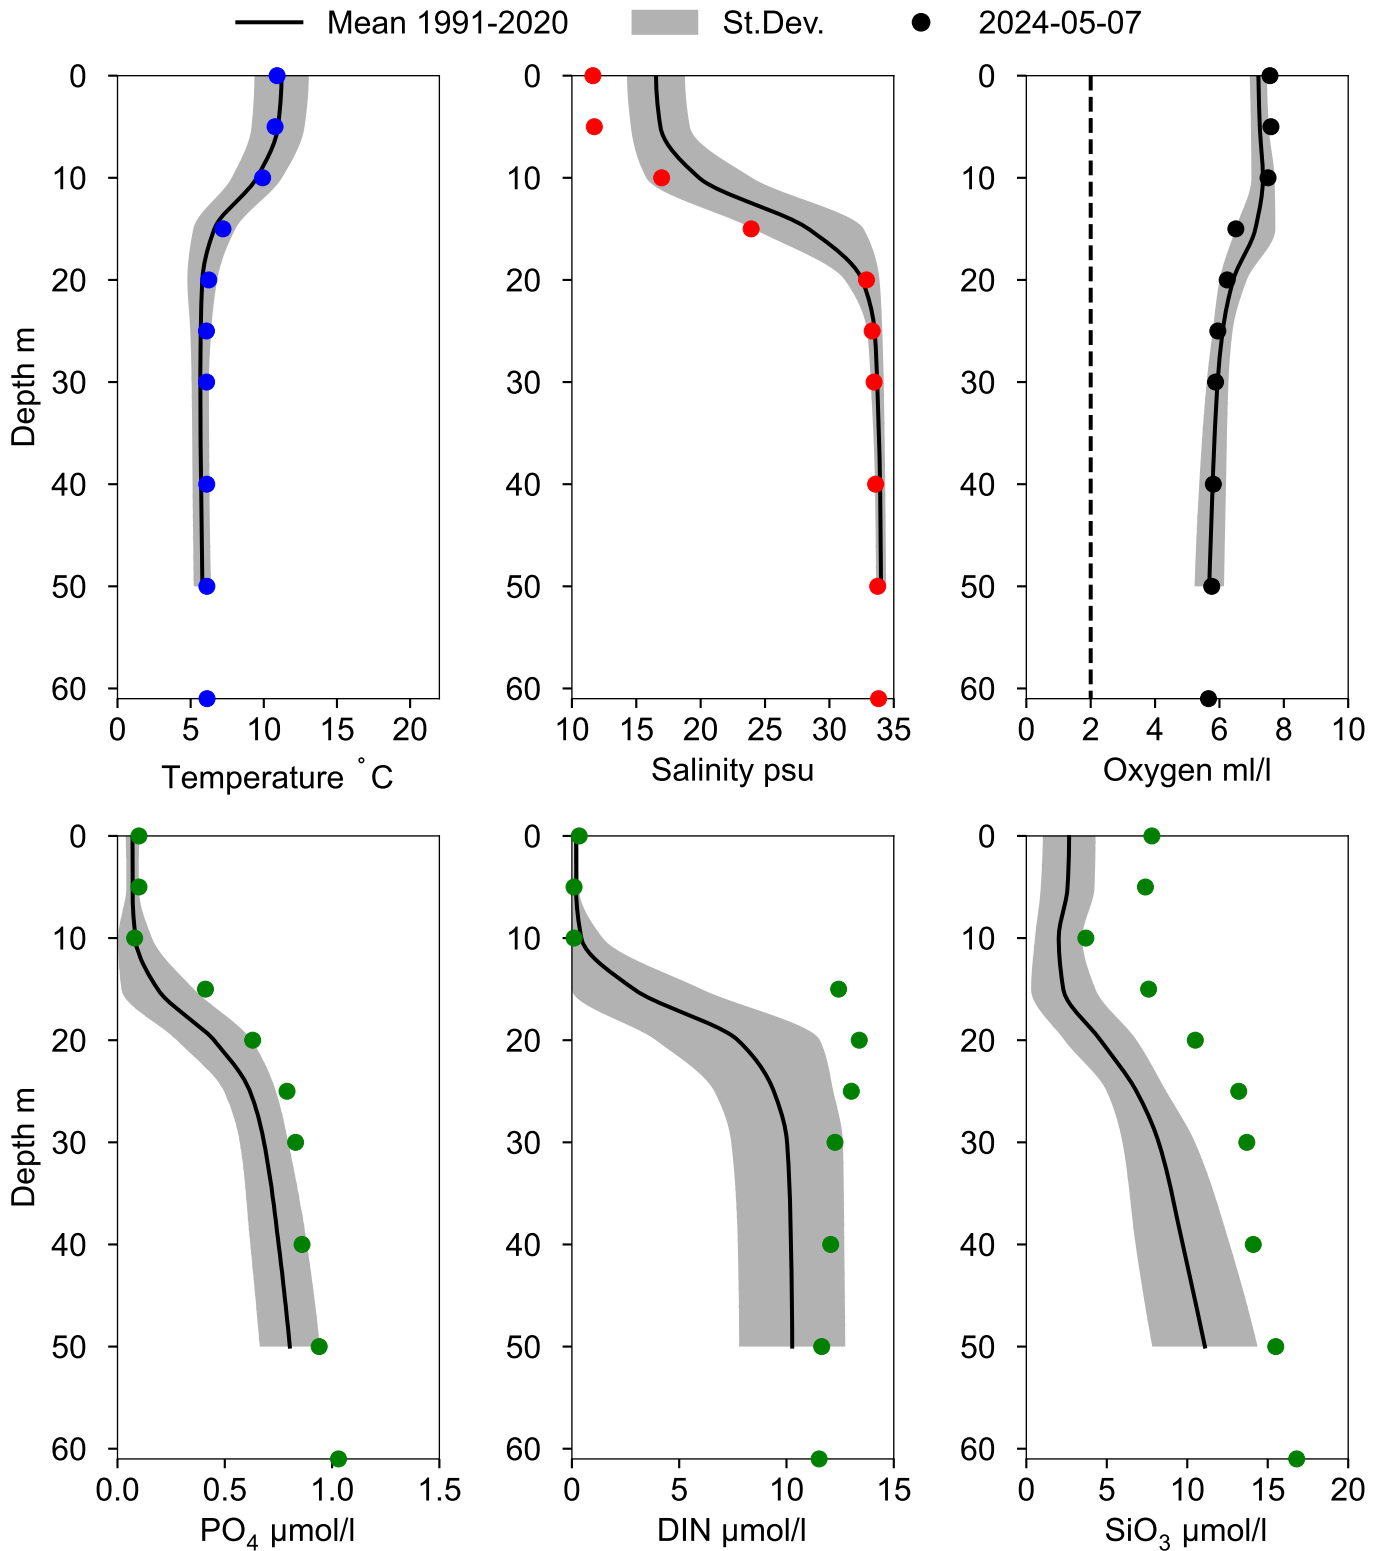 Mean 1991-2020 St.Dev. 2024-05-07
0 0 0
10 10 10
20 20 20
30 30 30
40 40 40
50 50 50
60 60 60
Depth m
0 5 10 15 20 10 15 20 25 30 35 0 2 4 6 8 10
Temperature °C Salinity psu Oxygen ml/l
0 0 0
10 10 10
20 20 20
30 30 30
40 40 40
50 50 50
60 60 60
Depth m
0.0 0.5 1.0 1.5 0 5 10 15 0 5 10 15 20
PO₄ µmol/l DIN µmol/l SiO₃ µmol/l